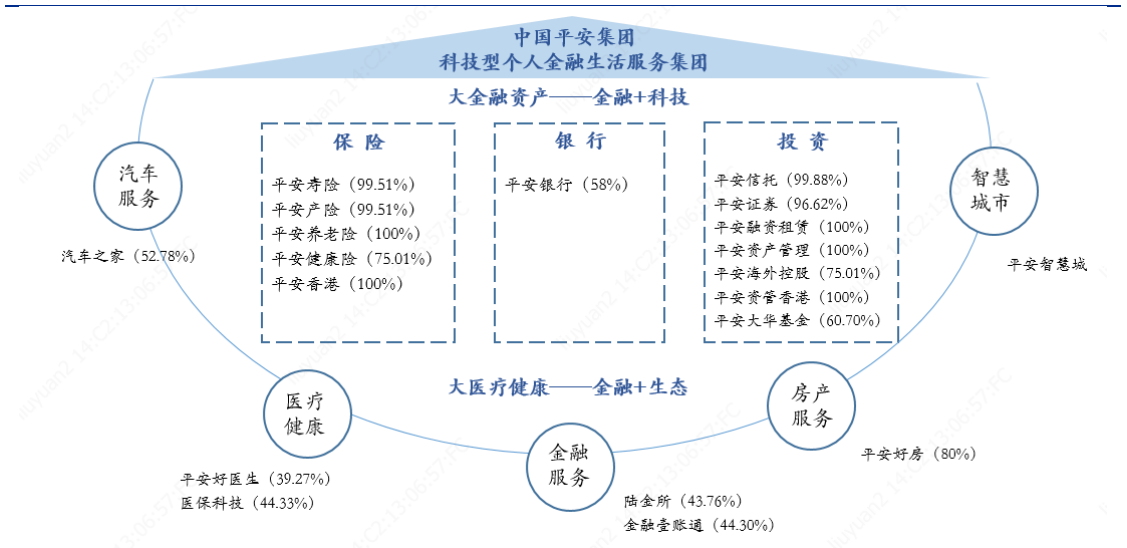 中国平安集团
科技型个人金融生活服务集团
大金融资产——金融+科技
保 险
平安寿险（99.51%）
平安产险（99.51%）
平安养老险（100%）
平安健康险（75.01%）
平安香港（100%）
银 行
平安银行（58%）
投 资
平安信托（99.88%）
平安证券（96.62%）
平安融资租赁（100%）
平安资产管理（100%）
平安海外控股（75.01%）
平安资管香港（100%）
平安大华基金（60.70%）
汽车
服务
汽车之家（52.78%）
智慧
城市
平安智慧城
大医疗健康——金融+生态
医疗
健康
平安好医生（39.27%）
医保科技（44.33%）
金融
服务
陆金所（43.76%）
金融壹账通（44.30%）
房产
服务
平安好房（80%）